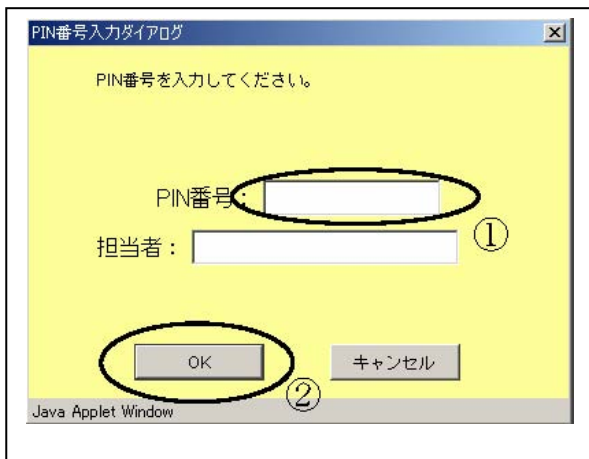 PIN番号入力ダイアログ
PIN番号を入力してください。
PIN番号：
①
担当者：
OK
キャンセル
②
Java Applet Window